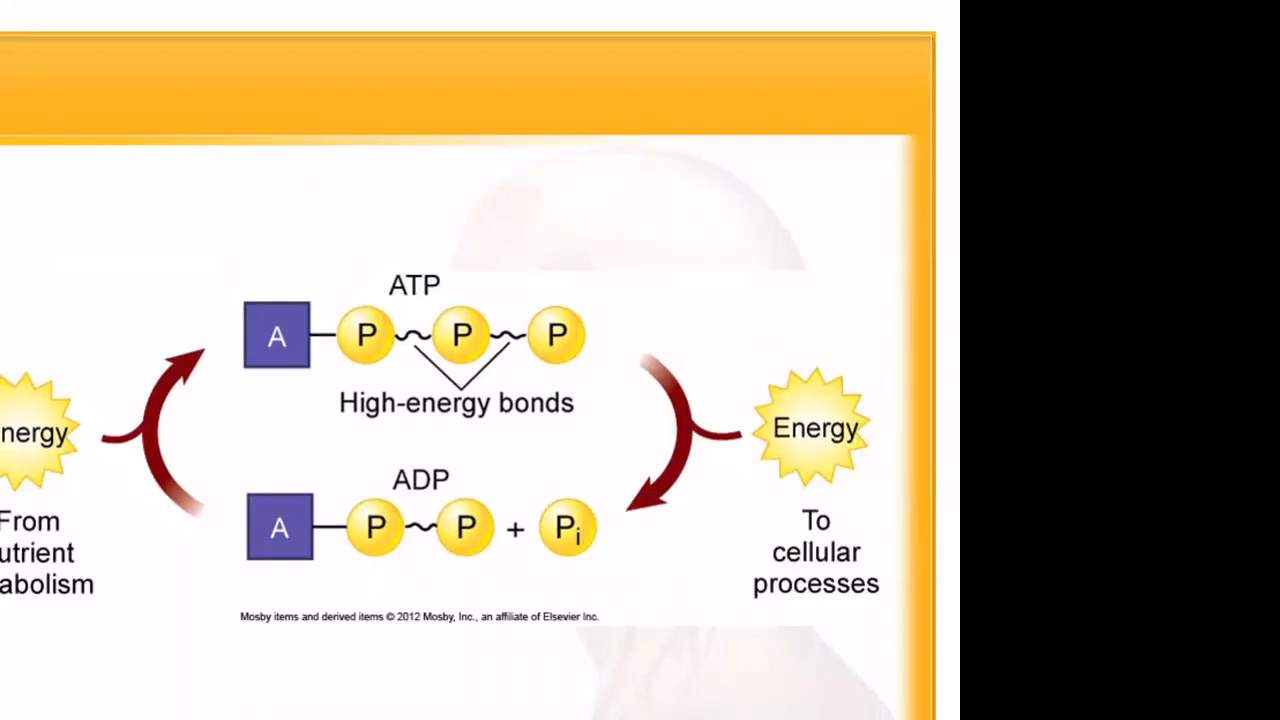 ATP
A P P P
High-energy bonds
nergy
Energy
ADP
A P P + Pi
From
utrient
abolism
To
cellular
processes
Mosby items and derived items © 2012 Mosby, Inc., an affiliate of Elsevier Inc.